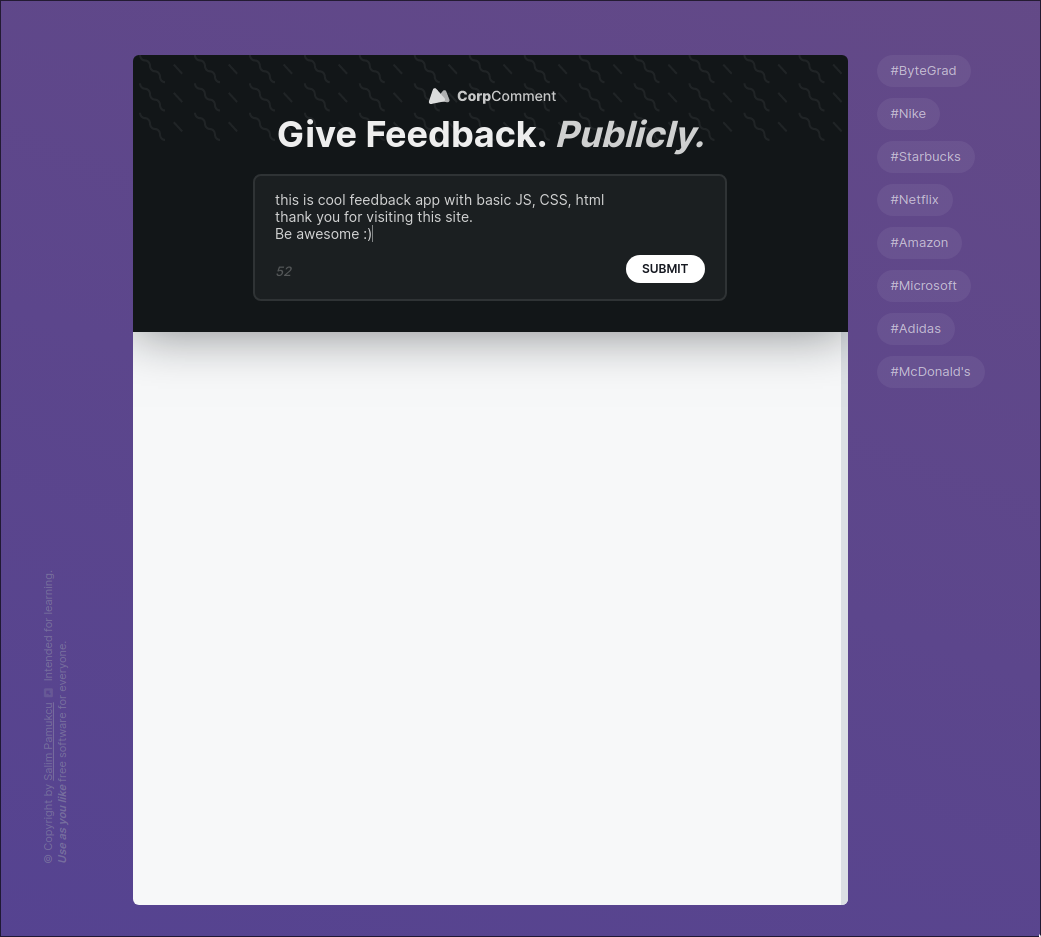 CorpComment
Give Feedback. Publicly.
this is cool feedback app with basic JS, CSS, html
thank you for visiting this site.
Be awesome :)
52
SUBMIT
#ByteGrad
#Nike
#Starbucks
#Netflix
#Amazon
#Microsoft
#Adidas
#McDonald's
© Copyright by Salim Pamukcu Intended for learning.
Use as you like free software for everyone.